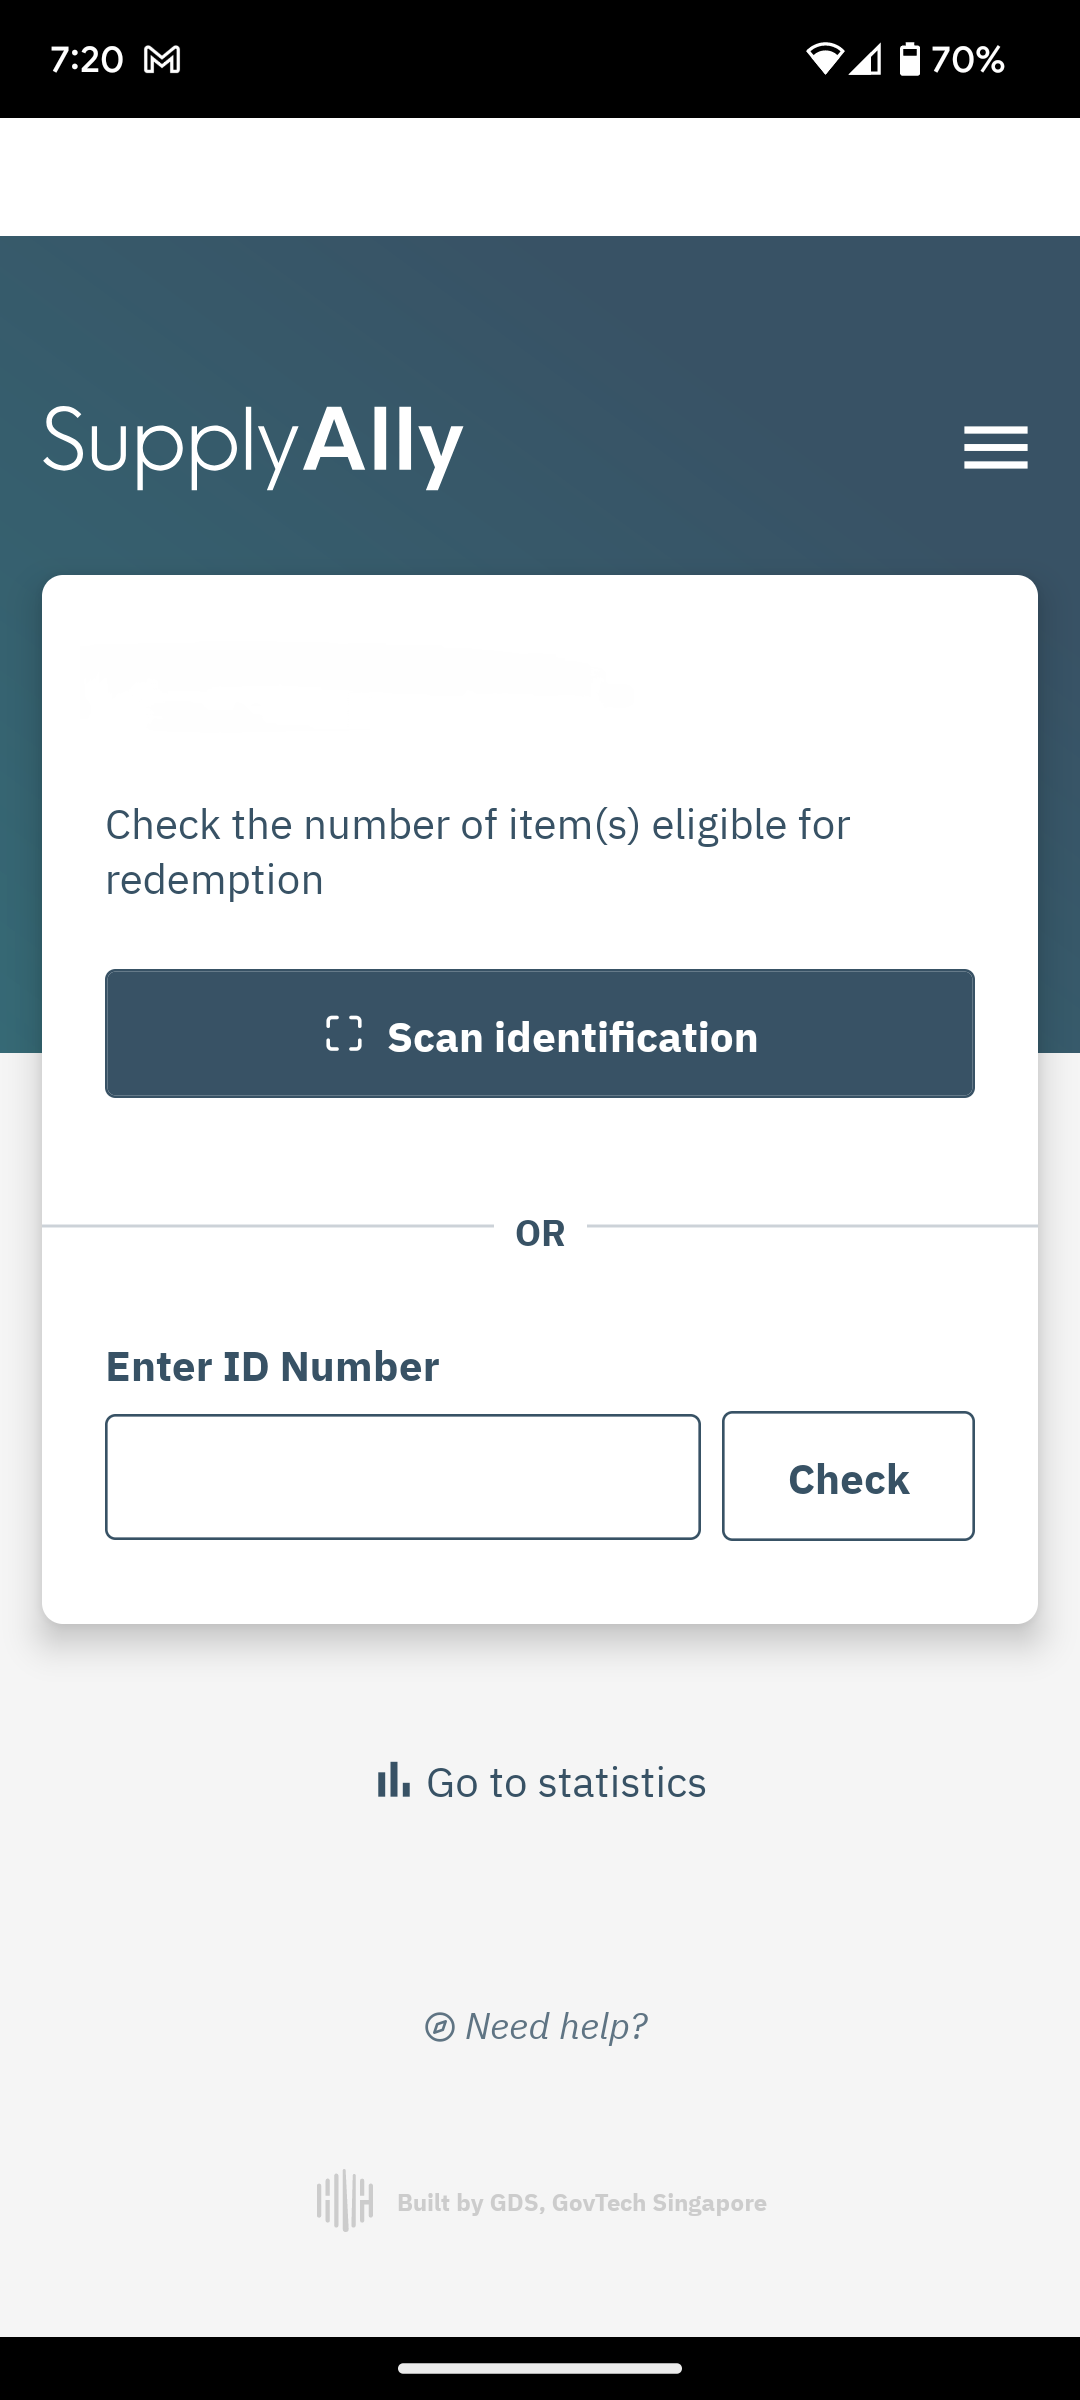 7:20
70%
SupplyAlly
Check the number of item(s) eligible for
redemption
Scan identification
OR
Enter ID Number
Check
Go to statistics
Need help?
Built by GDS, GovTech Singapore